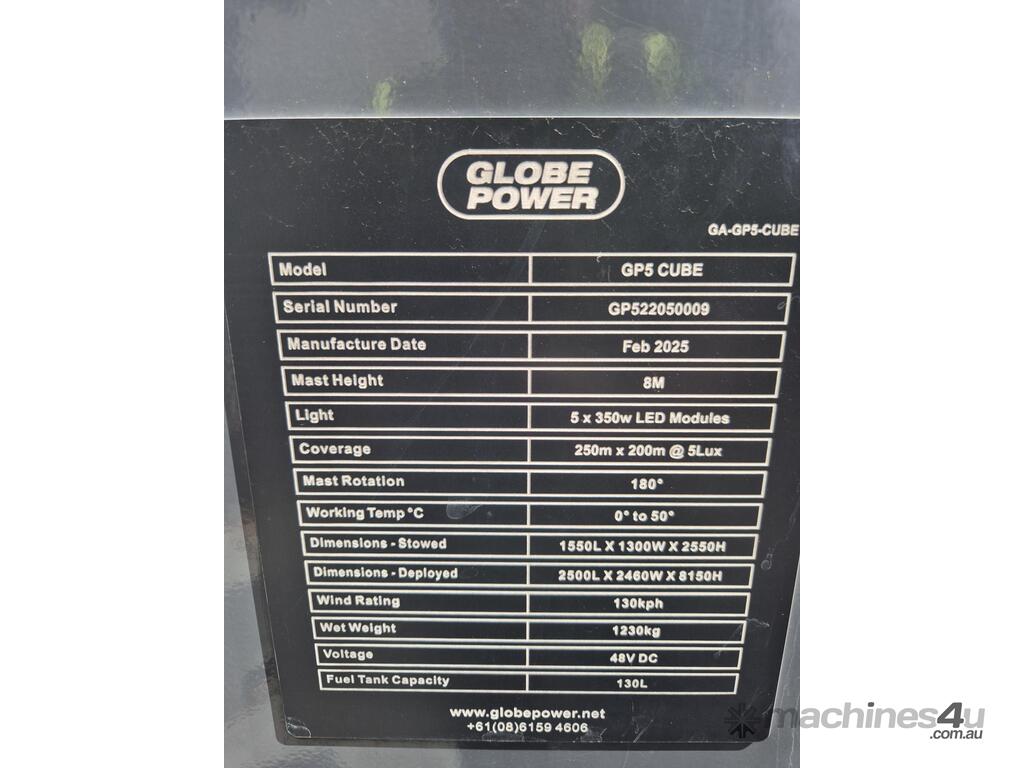 GLOBE
POWER
GA-GP5-CUBE
Model GP5 CUBE
Serial Number GP522050009
Manufacture Date Feb 2025
Mast Height 8M
Light 5 x 350w LED Modules
Coverage 250m x 200m @ 5Lux
Mast Rotation 180°
Working Temp °C 0° to 50°
Dimensions - Stowed 1550L X 1300W X 2550H
Dimensions - Deployed 2500L X 2460W X 8150H
Wind Rating 130kph
Wet Weight 1230kg
Voltage 48V DC
Fuel Tank Capacity 130L
www.globepower.net
+61(08)6159 4606
machines4u
.com.au